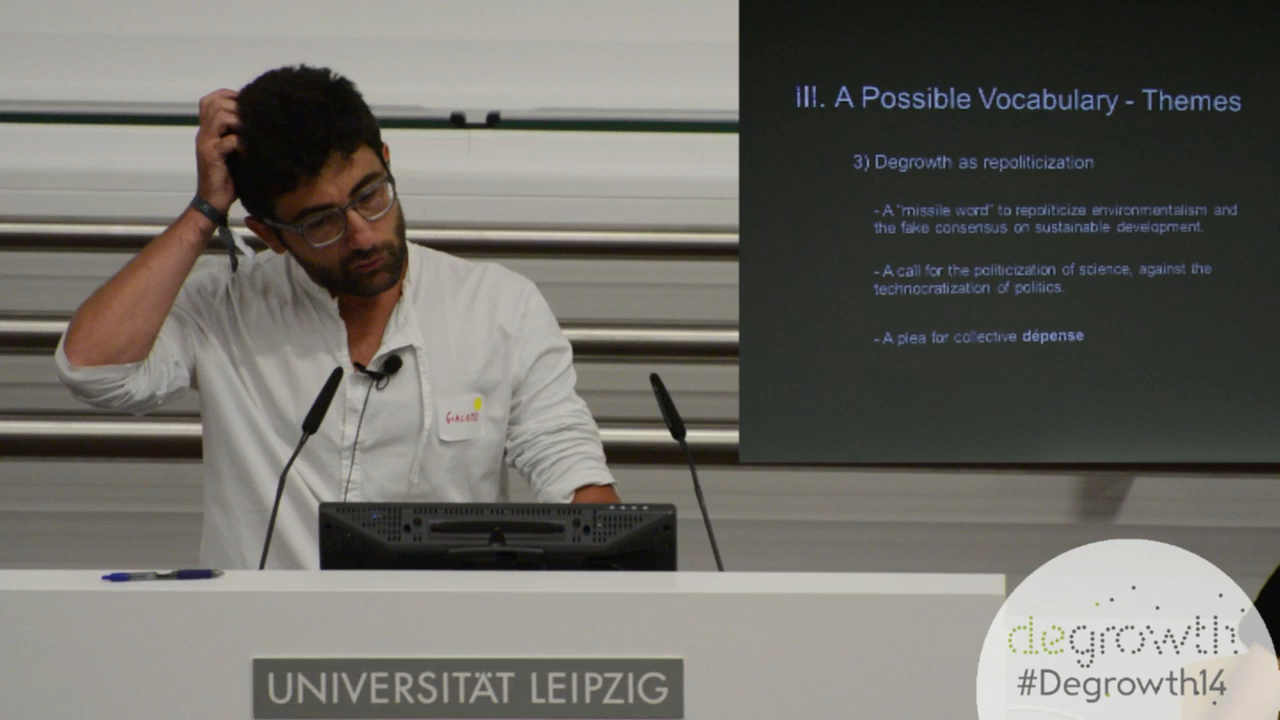 III. A Possible Vocabulary - Themes
3) Degrowth as repoliticization
- A "missile word" to repoliticize environmentalism and
the fake consensus on sustainable development.
- A call for the politicization of science, against the
technocratization of politics.
- A plea for collective dépense
GIACOMO
UNIVERSITÄT LEIPZIG
degrowth
#Degrowth14